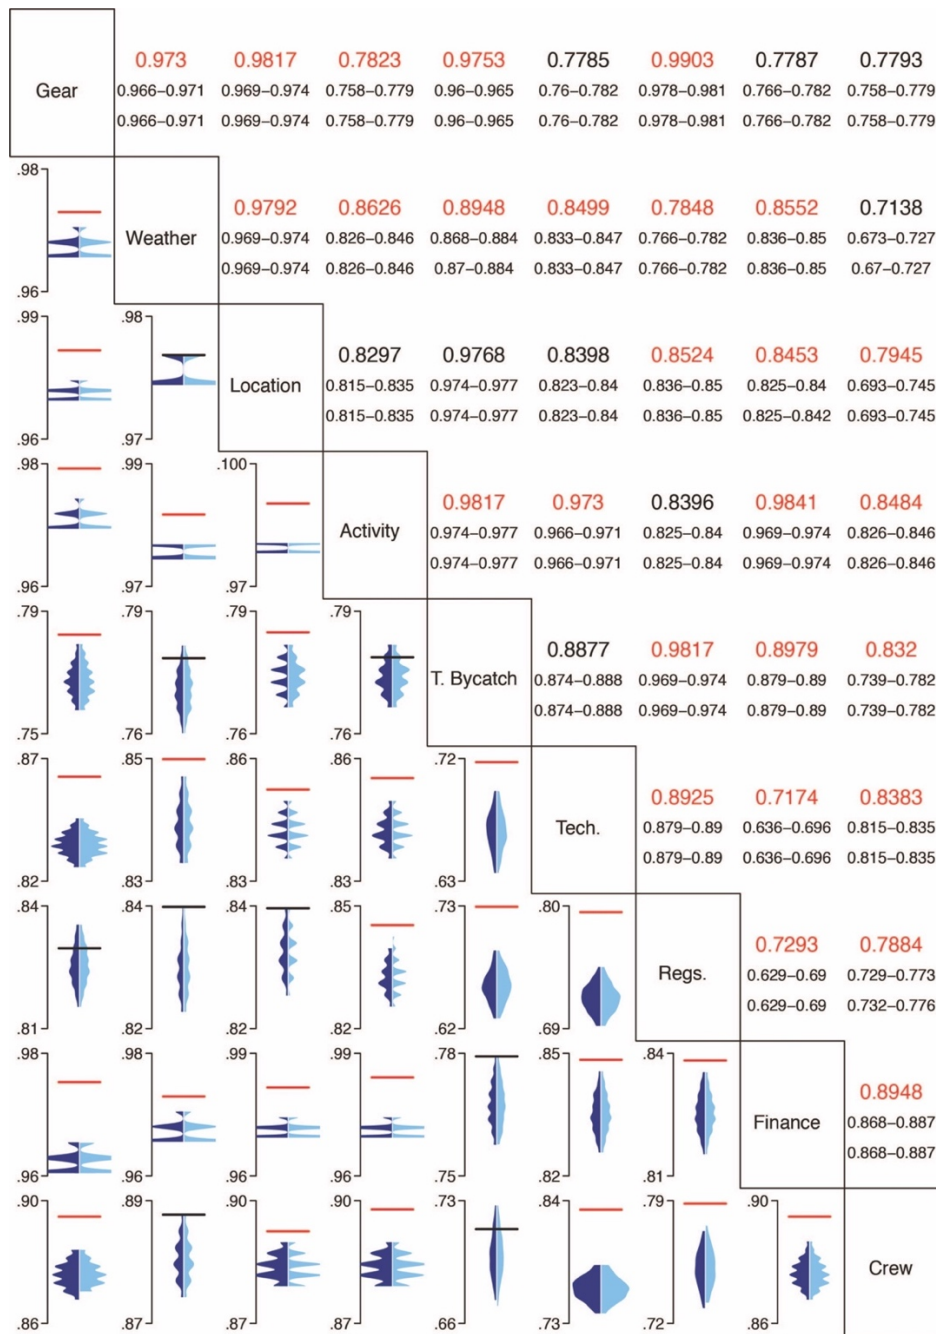 0.973 0.9817 0.7823 0.9753 0.7785 0.9903 0.7787 0.7793
Gear 0.966–0.971 0.969–0.974 0.758–0.779 0.96–0.965 0.76–0.782 0.978–0.981 0.766–0.782 0.758–0.779
0.966–0.971 0.969–0.974 0.758–0.779 0.96–0.965 0.76–0.782 0.978–0.981 0.766–0.782 0.758–0.779
.98
0.9792 0.8626 0.8948 0.8499 0.7848 0.8552 0.7138
Weather 0.969–0.974 0.826–0.846 0.868–0.884 0.833–0.847 0.766–0.782 0.836–0.85 0.673–0.727
0.969–0.974 0.826–0.846 0.87–0.884 0.833–0.847 0.766–0.782 0.836–0.85 0.67–0.727
.96
.99 .98
0.8297 0.9768 0.8398 0.8524 0.8453 0.7945
Location 0.815–0.835 0.974–0.977 0.823–0.84 0.836–0.85 0.825–0.84 0.693–0.745
0.815–0.835 0.974–0.977 0.823–0.84 0.836–0.85 0.825–0.842 0.693–0.745
.96 .97
.98 .99 .100
0.9817 0.973 0.8396 0.9841 0.8484
Activity 0.974–0.977 0.966–0.971 0.825–0.84 0.969–0.974 0.826–0.846
0.974–0.977 0.966–0.971 0.825–0.84 0.969–0.974 0.826–0.846
.96 .97 .97
.79 .79 .79 .79
0.8877 0.9817 0.8979 0.832
T. Bycatch 0.874–0.888 0.969–0.974 0.879–0.89 0.739–0.782
0.874–0.888 0.969–0.974 0.879–0.89 0.739–0.782
.75 .76 .76 .76
.87 .85 .86 .86 .72
0.8925 0.7174 0.8383
Tech. 0.879–0.89 0.636–0.696 0.815–0.835
0.879–0.89 0.636–0.696 0.815–0.835
.82 .83 .83 .83 .63
.84 .84 .84 .85 .73 .80
0.7293 0.7884
Regs. 0.629–0.69 0.729–0.773
0.629–0.69 0.732–0.776
.81 .82 .82 .82 .62 .69
.98 .98 .99 .99 .78 .85 .84
0.8948
Finance 0.868–0.887
0.868–0.887
.96 .96 .96 .96 .75 .82 .81
.90 .89 .90 .90 .73 .84 .79 .90
Crew
.86 .87 .87 .87 .66 .73 .72 .86